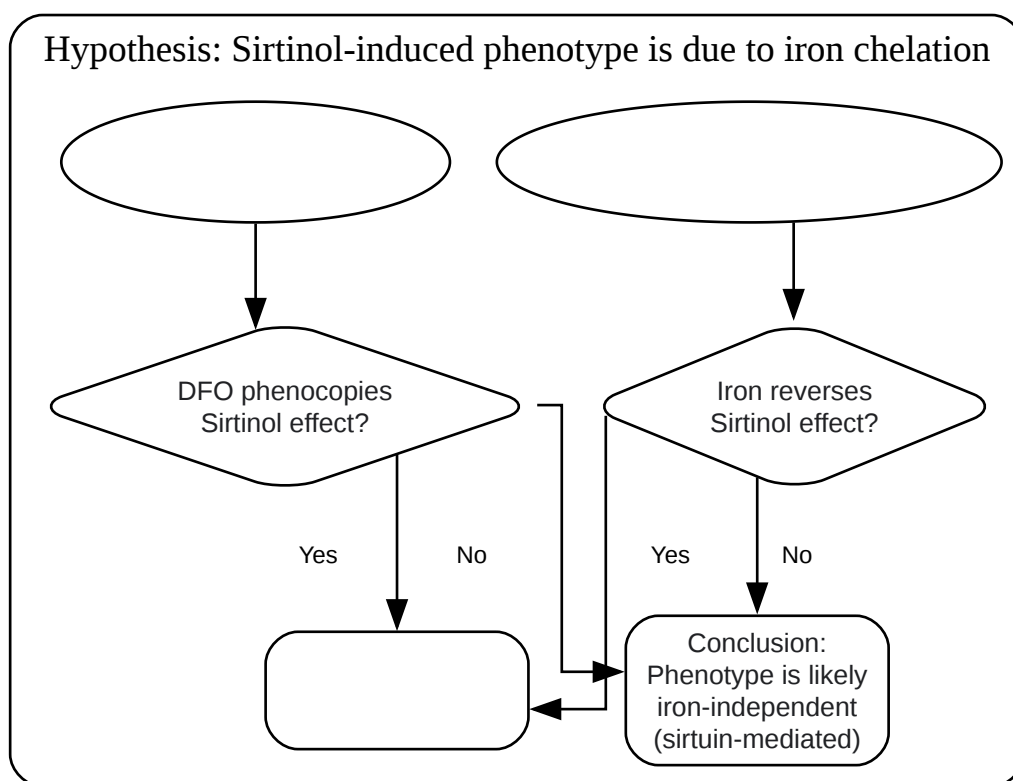 Hypothesis: Sirtinol-induced phenotype is due to iron chelation
DFO phenocopies
Sirtinol effect?
Iron reverses
Sirtinol effect?
Yes
No
Yes
No
Conclusion:
Phenotype is likely
iron-independent
(sirtuin-mediated)